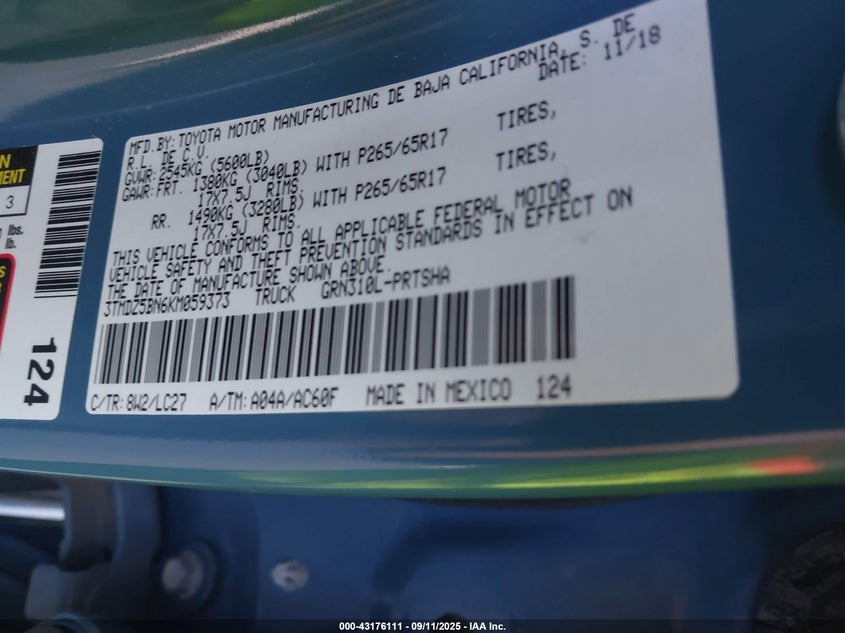 MFD.BY: TOYOTA MOTOR MANUFACTURING DE BAJA CALIFORNIA, S. DE
R.L. DE C.V. DATE: 11/18
GVWR: 2545KG (5600LB)
GAWR: FRT. 1380KG (3040LB) WITH P265/65R17 TIRES,
17X7.5J RIMS.
RR. 1490KG (3280LB) WITH P265/65R17 TIRES,
17X7.5J RIMS.
THIS VEHICLE CONFORMS TO ALL APPLICABLE FEDERAL MOTOR
VEHICLE SAFETY AND THEFT PREVENTION STANDARDS IN EFFECT ON
THE DATE OF MANUFACTURE SHOWN ABOVE.
3TMDZ5BN6KM059373 TRUCK GRN310L-PRTSHA
C/TR: 8W2/LC27 A/TM: A04A/AC60F MADE IN MEXICO 124
3
lbs.
lb.
124
000-43176111 - 09/11/2025 - IAA Inc.